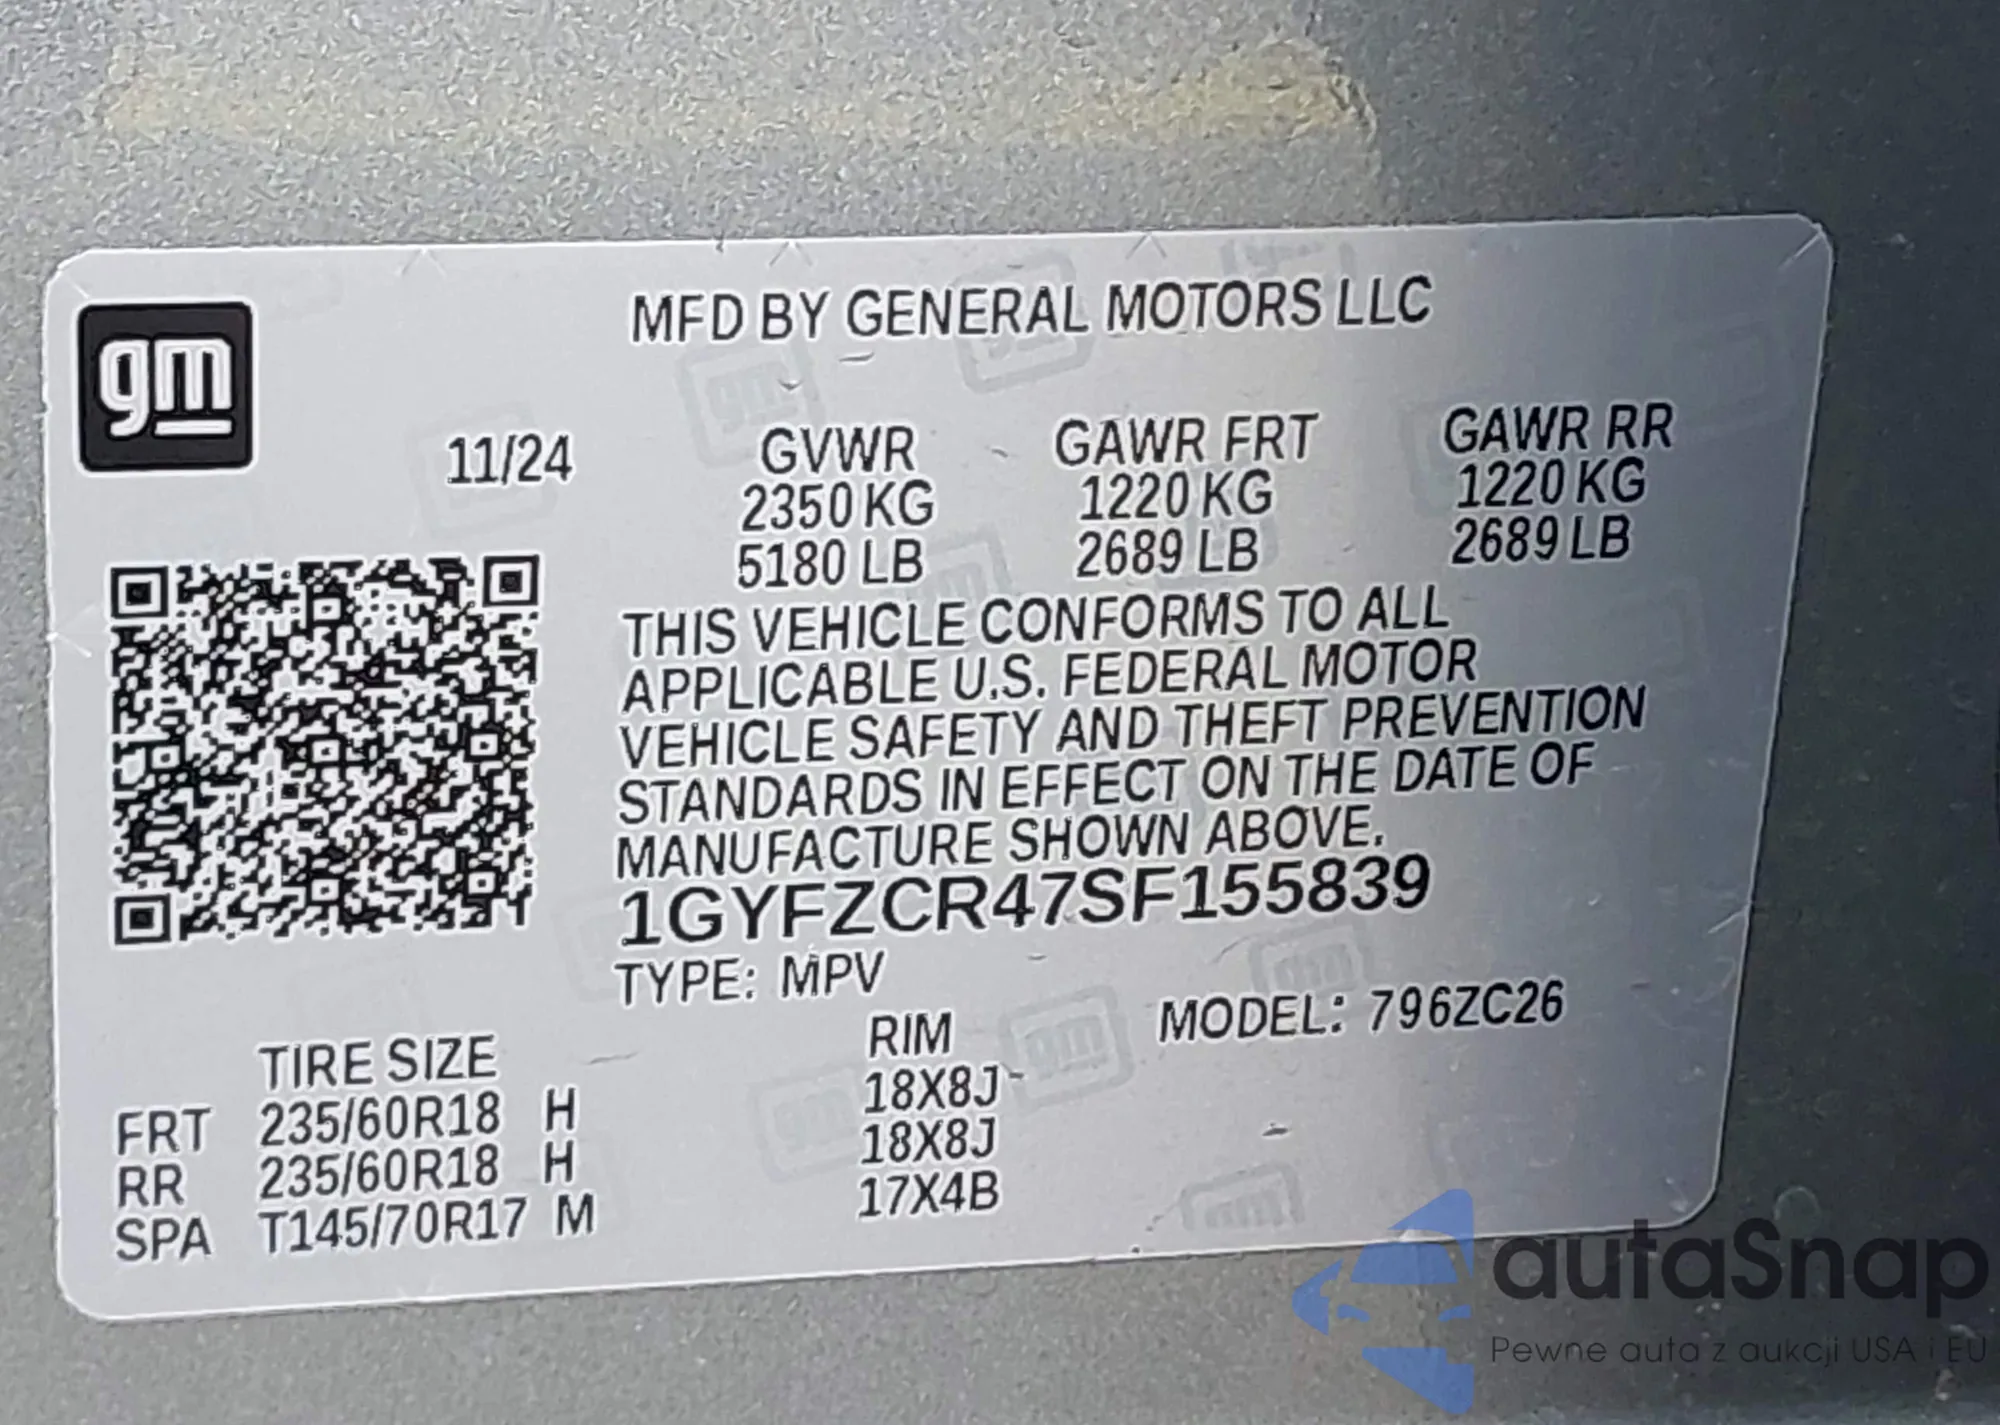 MFD BY GENERAL MOTORS LLC
gm
11/24
GVWR GAWR FRT GAWR RR
2350 KG 1220 KG 1220 KG
5180 LB 2689 LB 2689 LB
THIS VEHICLE CONFORMS TO ALL
APPLICABLE U.S. FEDERAL MOTOR
VEHICLE SAFETY AND THEFT PREVENTION
STANDARDS IN EFFECT ON THE DATE OF
MANUFACTURE SHOWN ABOVE.
1GYFZCR47SF155839
TYPE: MPV
MODEL: 796ZC26
TIRE SIZE RIM
FRT 235/60R18 H 18X8J
RR 235/60R18 H 18X8J
SPA T145/70R17 M 17X4B
autaSnap
Pewne auta z aukcji USA i EU